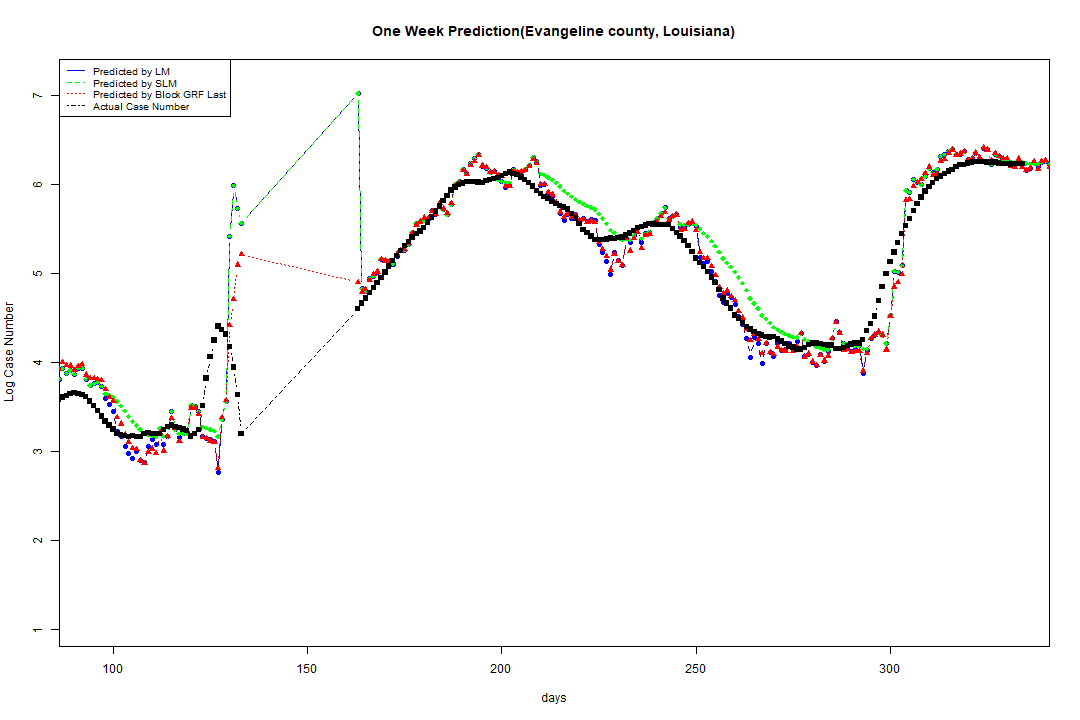 One Week Prediction(Evangeline county, Louisiana)
Predicted by LM
Predicted by SLM
Predicted by Block GRF Last
Actual Case Number
Log Case Number
7
6
5
4
3
2
1
100 150 200 250 300
days